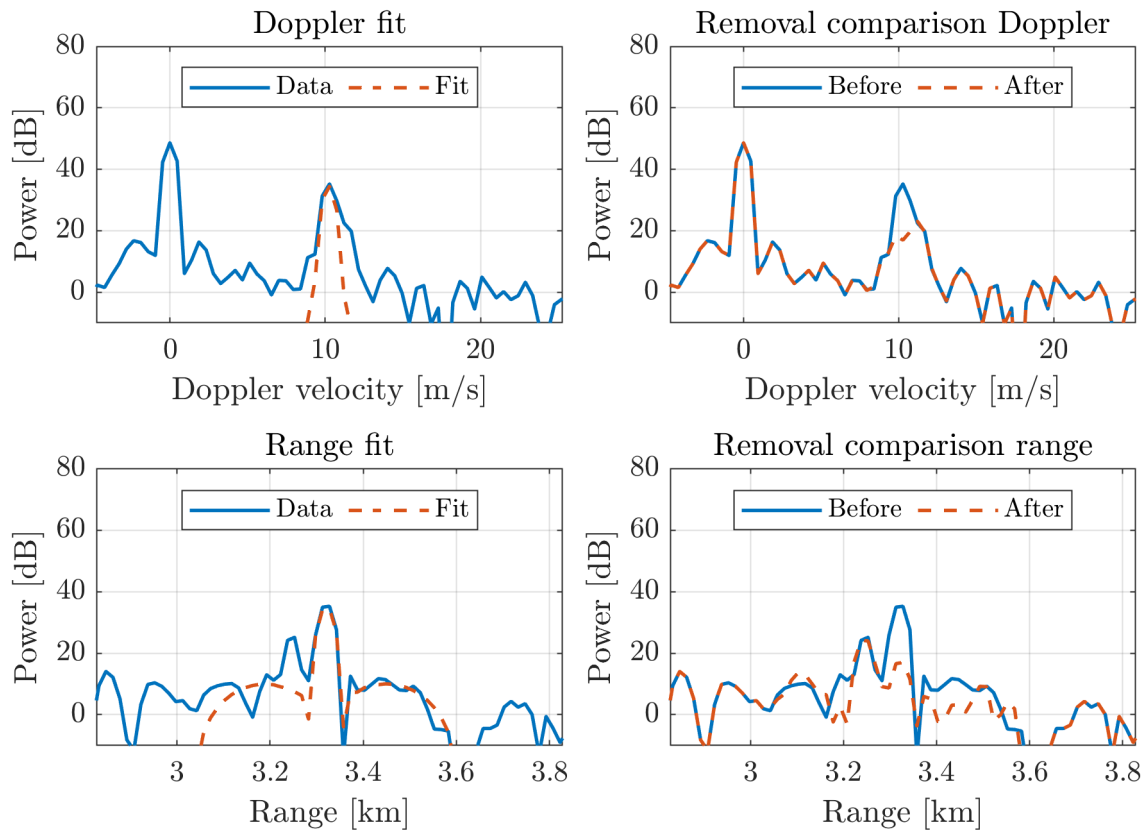 Doppler fit
80
60
40
20
0
Power [dB]
Data Fit
0 10 20
Doppler velocity [m/s]
Removal comparison Doppler
80
60
40
20
0
Power [dB]
Before After
0 10 20
Doppler velocity [m/s]
Range fit
80
60
40
20
0
Power [dB]
Data Fit
3 3.2 3.4 3.6 3.8
Range [km]
Removal comparison range
80
60
40
20
0
Power [dB]
Before After
3 3.2 3.4 3.6 3.8
Range [km]